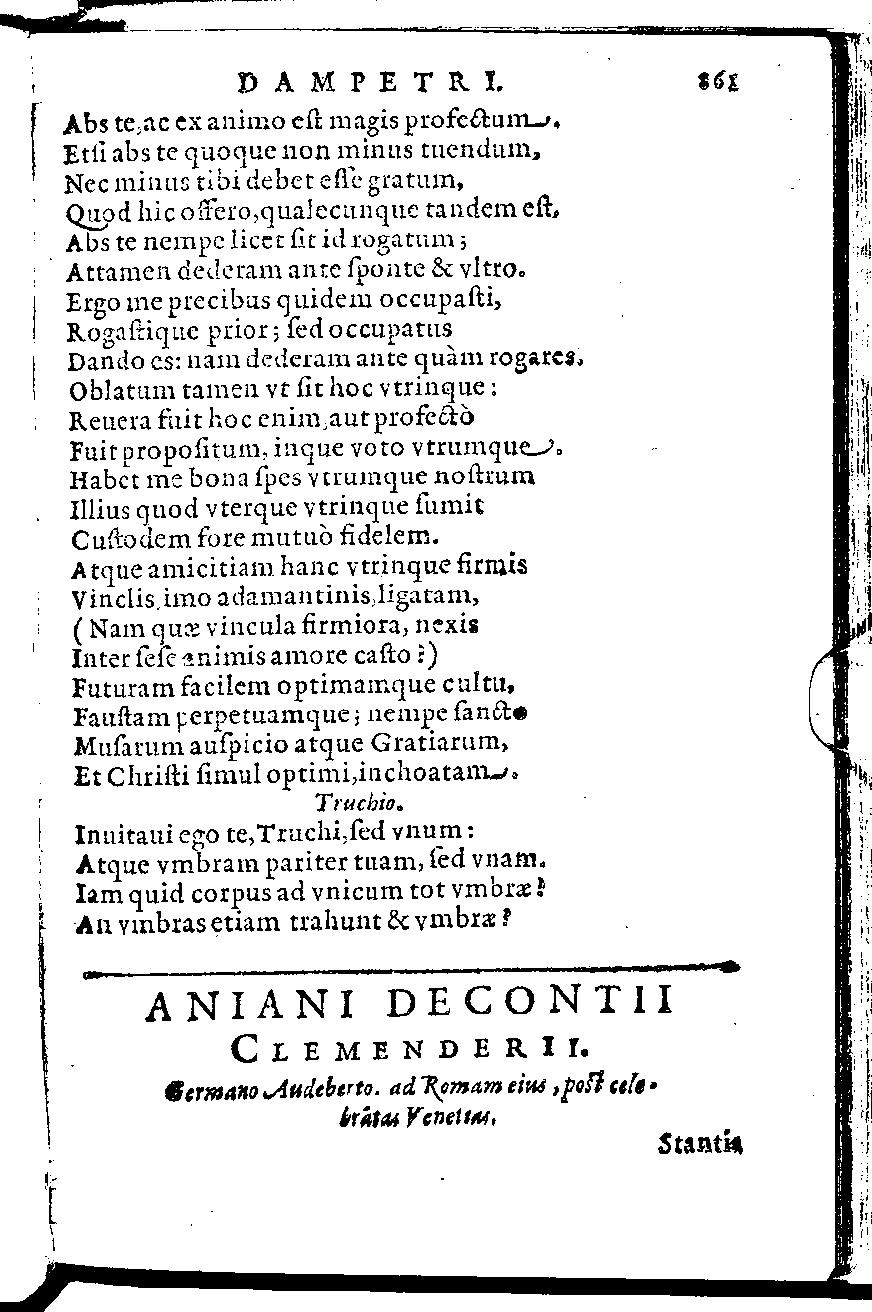 DAMPETRI. 861
Abs te, ac ex animo eſt magis profectum.
Etſi abs te quoque non minus tuendum,
Nec minus tibi debet eſſe gratum,
Quod hic offero, qualecunque tandem eſt,
Abs te nempe licet ſit id rogatum;
Attamen dederam ante ſponte & vltro.
Ergo me precibus quidem occupaſti,
Rogaſtique prior; ſed occupatus
Dando es: nam dederam ante quàm rogares.
Oblatum tamen vt ſit hoc vtrinque:
Reuera fuit hoc enim, aut profectò
Fuit propoſitum, inque voto vtrumque.
Habet me bona ſpes vtrumque noſtrum
Illius quod vterque vtrinque ſumit
Cuſtodem fore mutuò fidelem.
Atque amicitiam hanc vtrinque firmis
Vinclis, imo adamantinis, ligatam,
(Nam quæ vincula firmiora, nexis
Inter ſeſe animis amore caſto?)
Futuram facilem optimamque cultu,
Fauſtam perpetuamque; nempe ſancto
Muſarum auſpicio atque Gratiarum,
Et Chriſti ſimul optimi, inchoatam.
Truchio.
Inuitaui ego te, Truchi, ſed vnum:
Atque vmbram pariter tuam, ſed vnam.
Iam quid corpus ad vnicum tot vmbræ?
An vmbras etiam trahunt & vmbræ?
ANIANI DECONTII
CLEMENDERII.
Germano Audeberto. ad Romam eius, poſt cele-
brâtas Venetias.
Stantia